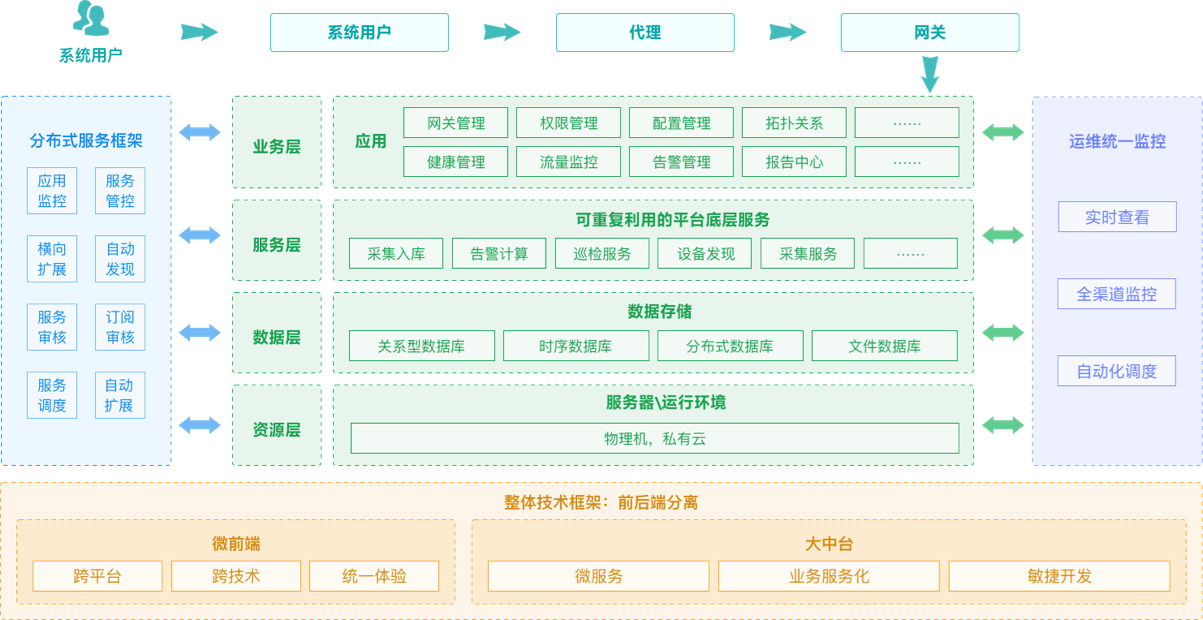 系统用户
系统用户
代理
网关
分布式服务框架
应用
监控
服务
管控
横向
扩展
自动
发现
服务
审核
订阅
审核
服务
调度
自动
扩展
业务层
应用
网关管理
权限管理
配置管理
拓扑关系
……
健康管理
流量监控
告警管理
报告中心
……
服务层
可重复利用的平台底层服务
采集入库
告警计算
巡检服务
设备发现
采集服务
……
数据层
数据存储
关系型数据库
时序数据库
分布式数据库
文件数据库
资源层
服务器\运行环境
物理机，私有云
运维统一监控
实时查看
全渠道监控
自动化调度
整体技术框架：前后端分离
微前端
跨平台
跨技术
统一体验
大中台
微服务
业务服务化
敏捷开发